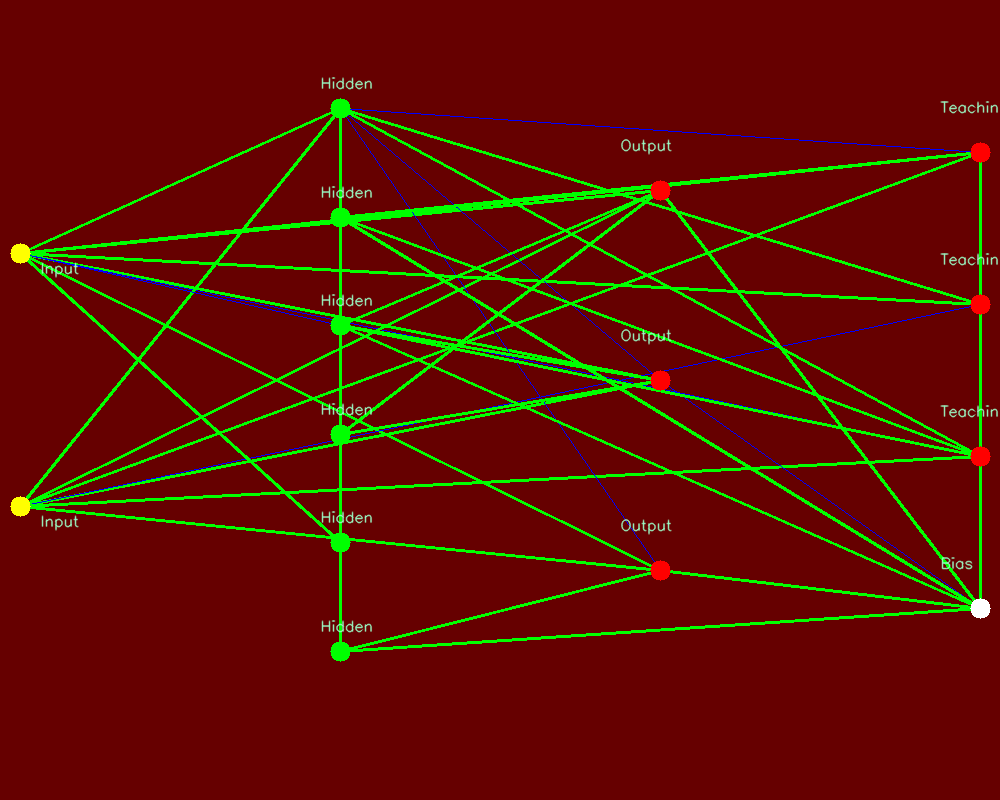 Hidden
Teachin
Output
Hidden
Teachin
Input
Hidden
Output
Hidden
Teachin
Hidden
Input
Output
Bias
Hidden